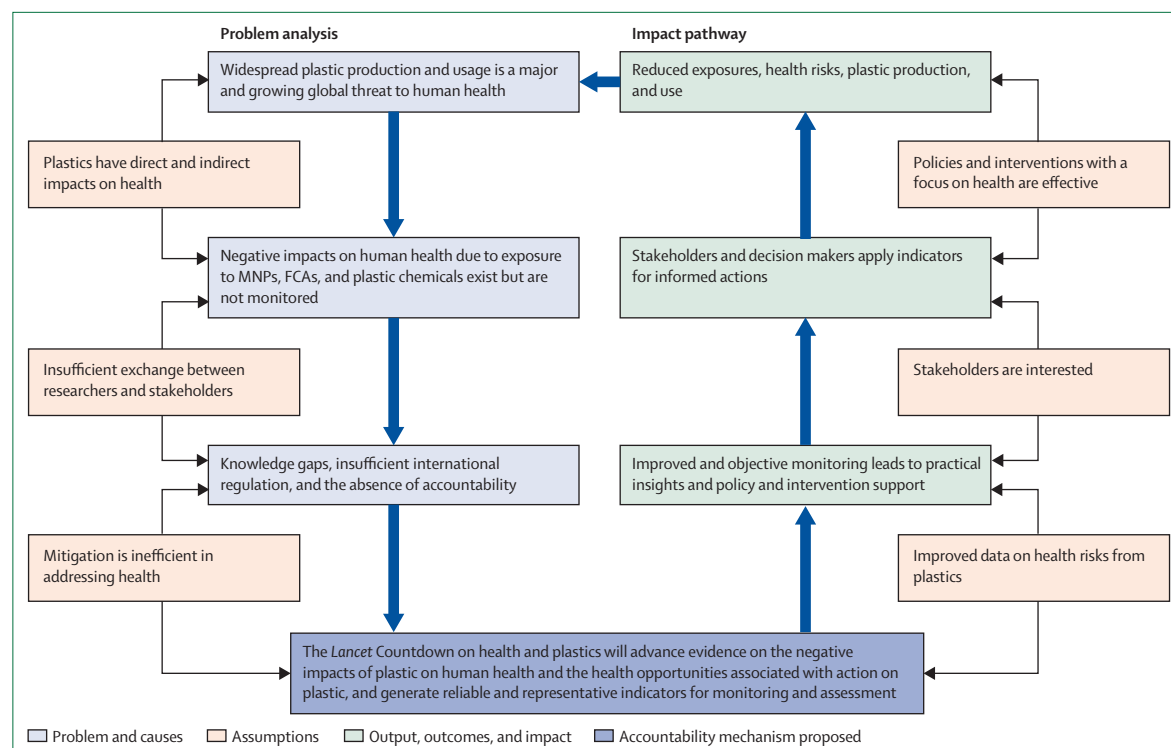 Problem analysis
Impact pathway
Widespread plastic production and usage is a major
and growing global threat to human health
Reduced exposures, health risks, plastic production,
and use
Plastics have direct and indirect
impacts on health
Policies and interventions with a
focus on health are effective
Negative impacts on human health due to exposure
to MNPs, FCAs, and plastic chemicals exist but are
not monitored
Stakeholders and decision makers apply indicators
for informed actions
Insufficient exchange between
researchers and stakeholders
Stakeholders are interested
Knowledge gaps, insufficient international
regulation, and the absence of accountability
Improved and objective monitoring leads to practical
insights and policy and intervention support
Mitigation is inefficient in
addressing health
Improved data on health risks from
plastics
The Lancet Countdown on health and plastics will advance evidence on the negative
impacts of plastic on human health and the health opportunities associated with action on
plastic, and generate reliable and representative indicators for monitoring and assessment
Problem and causes
Assumptions
Output, outcomes, and impact
Accountability mechanism proposed